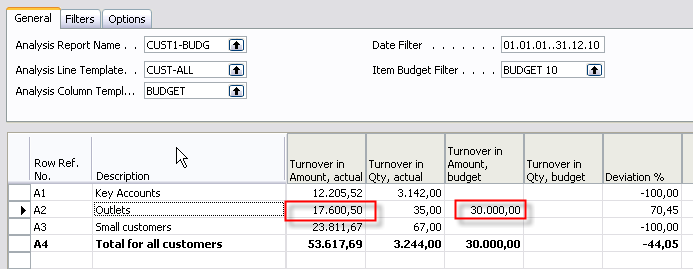 General Filters Options
Analysis Report Name . . CUST1-BUDG Date Filter . . . . . . . 01.01.01..31.12.10
Analysis Line Template. . CUST-ALL Item Budget Filter . . . . BUDGET 10
Analysis Column Templ... BUDGET
Row Ref. No. Description Turnover in Amount, actual Turnover in Qty, actual Turnover in Amount, budget Turnover in Qty, budget Deviation %
A1 Key Accounts 12.205,52 3.142,00 -100,00
A2 Outlets 17.600,50 35,00 30.000,00 70,45
A3 Small customers 23.811,67 67,00 -100,00
A4 Total for all customers 53.617,69 3.244,00 30.000,00 -44,05